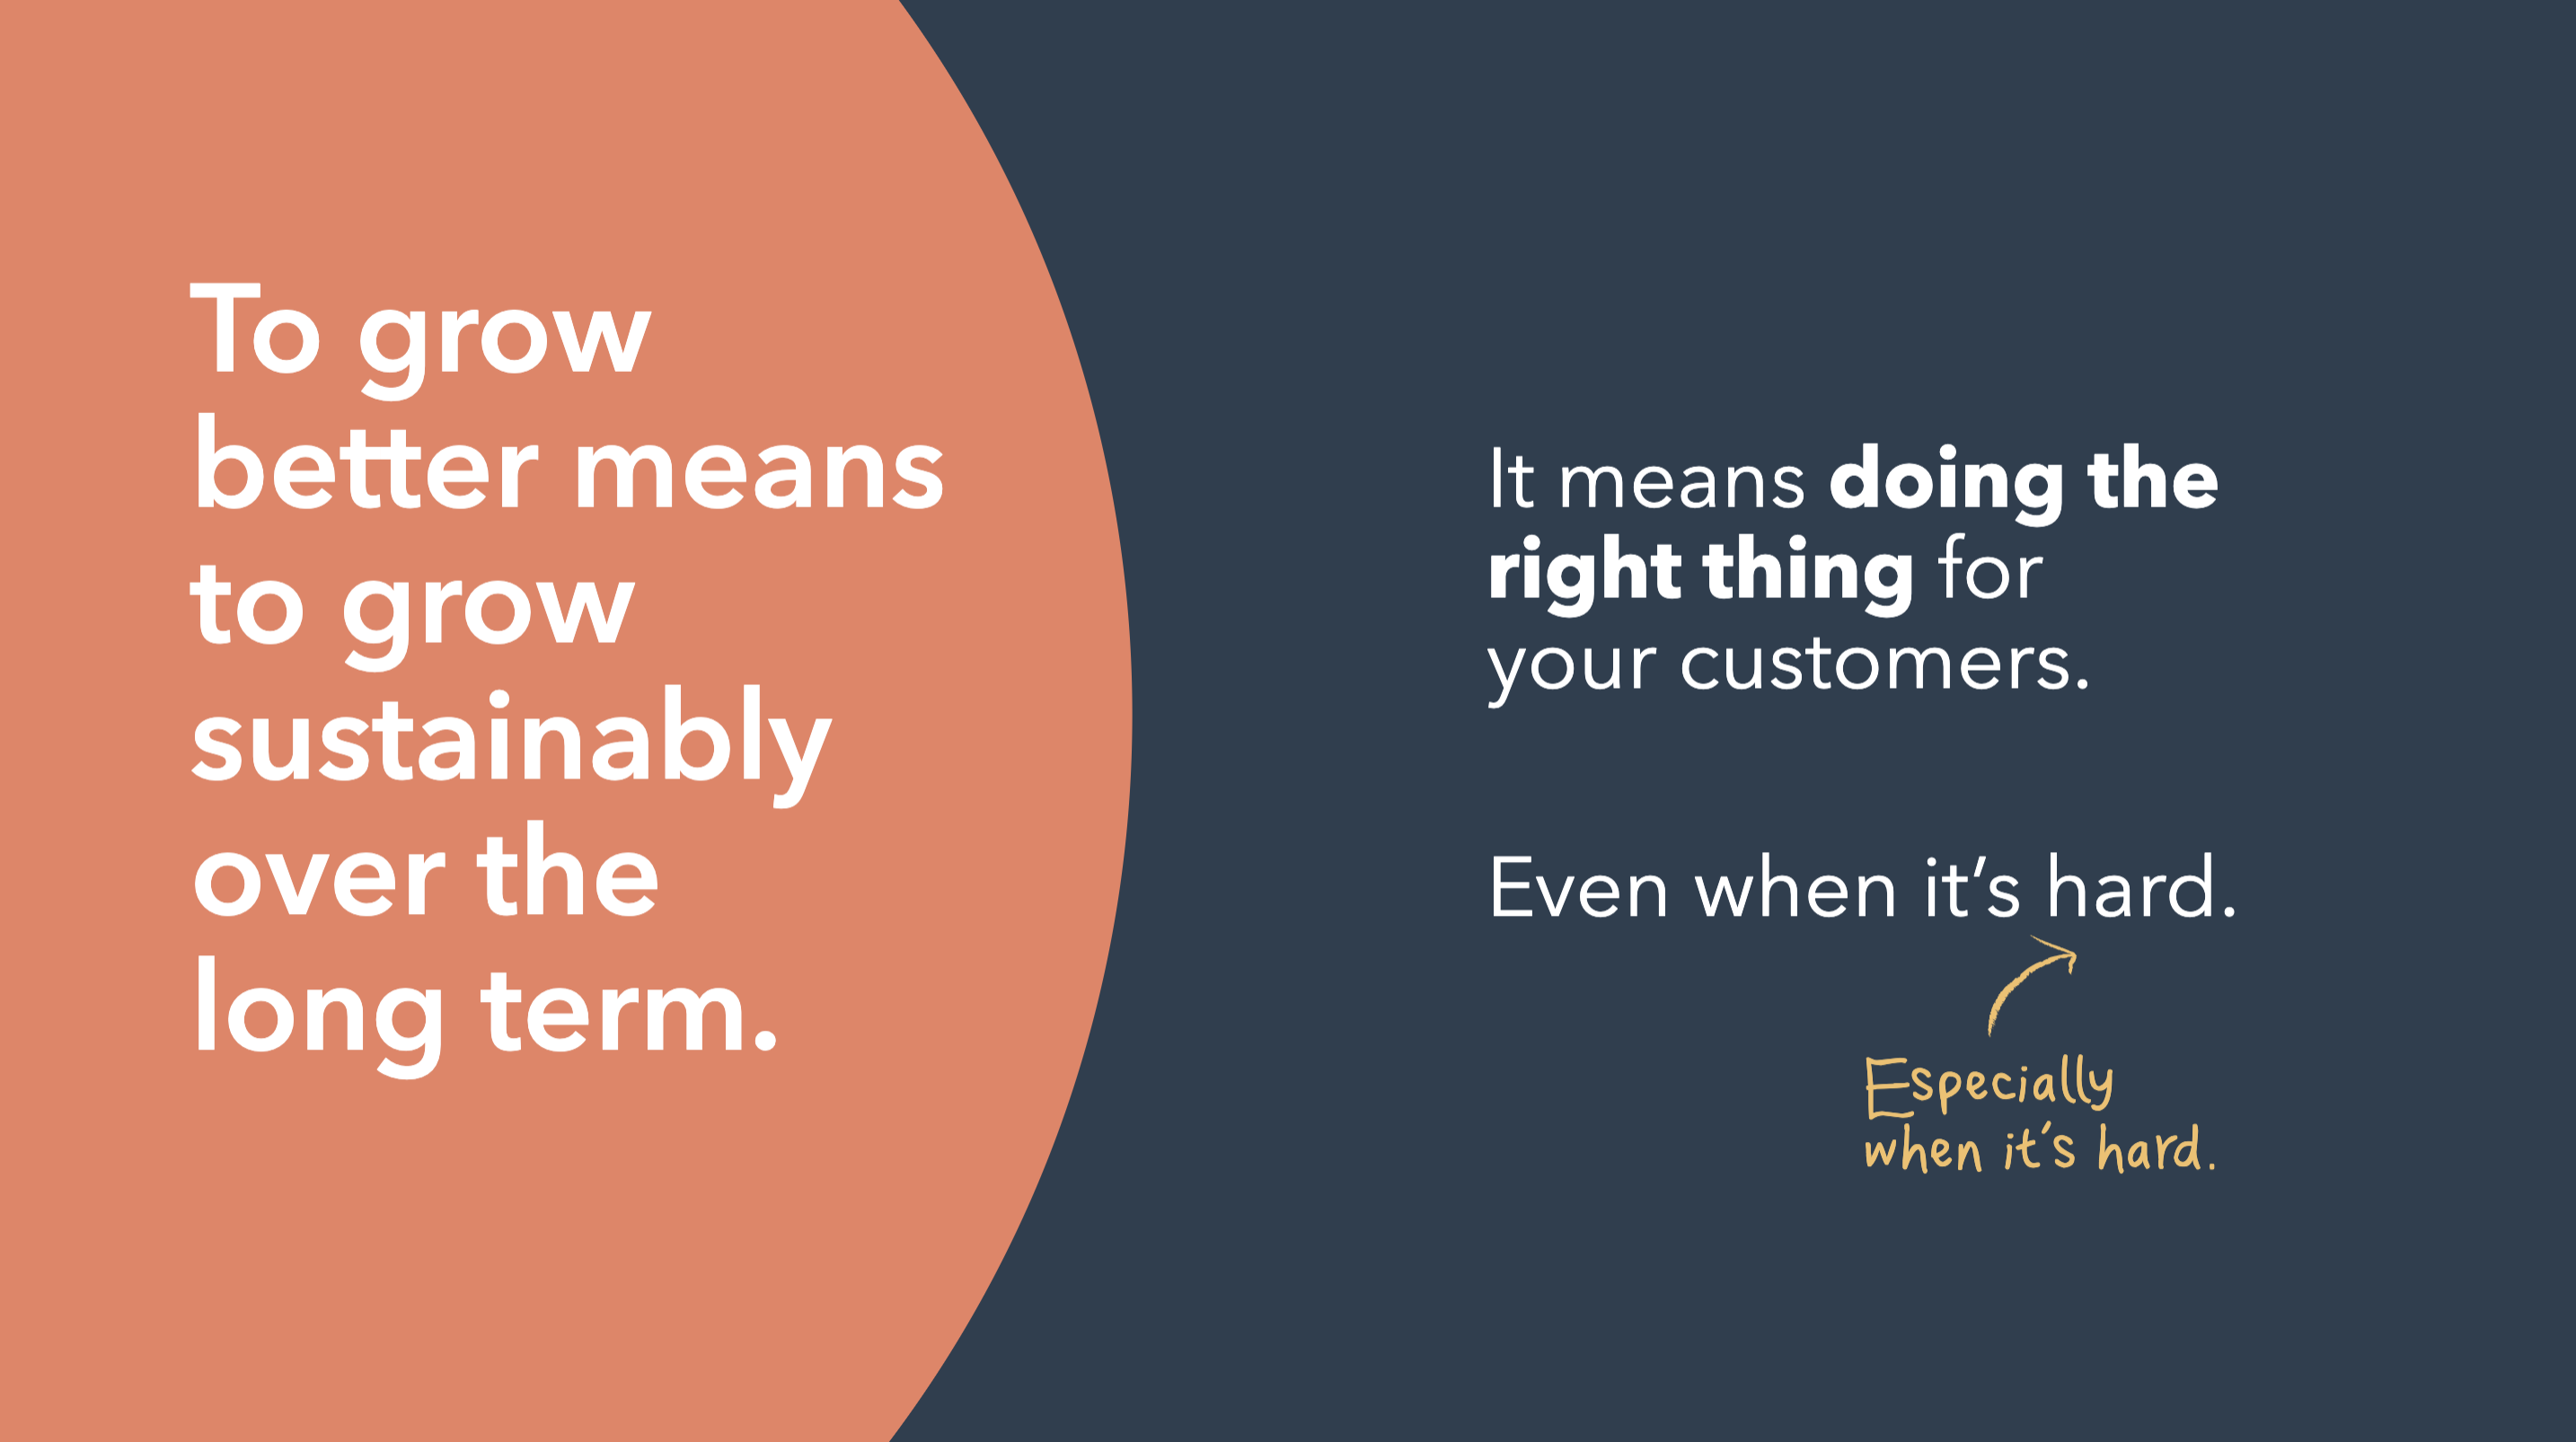 To grow
better means
to grow
sustainably
over the
long term.
It means doing the
right thing for
your customers.
Even when it’s hard.
Especially
when it's hard.